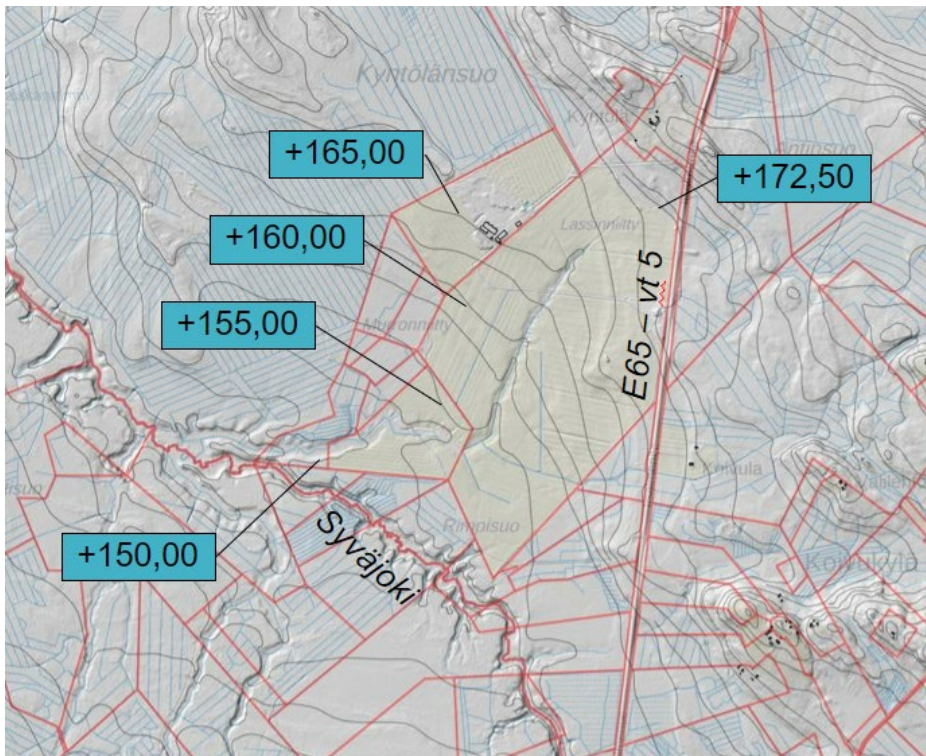 Kyntölänsuo
+165,00
Kyntölä
+172,50
+160,00
Lassinniitty
E65 – vt 5
+155,00
Murronniitty
Koivula
Rimpisuo
Syväjoki
+150,00
Koivukylä